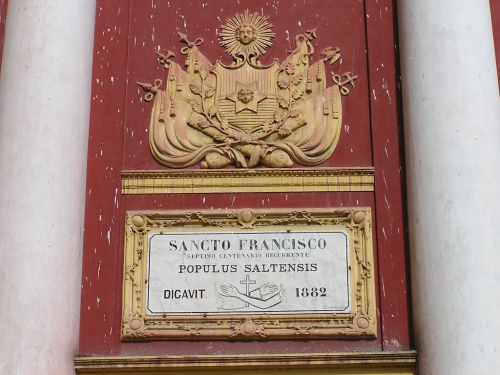 SANCTO FRANCISCO
SEPTIMO CENTENARIO RECURRENTE
POPULUS SALTENSIS
DICAVIT 1882